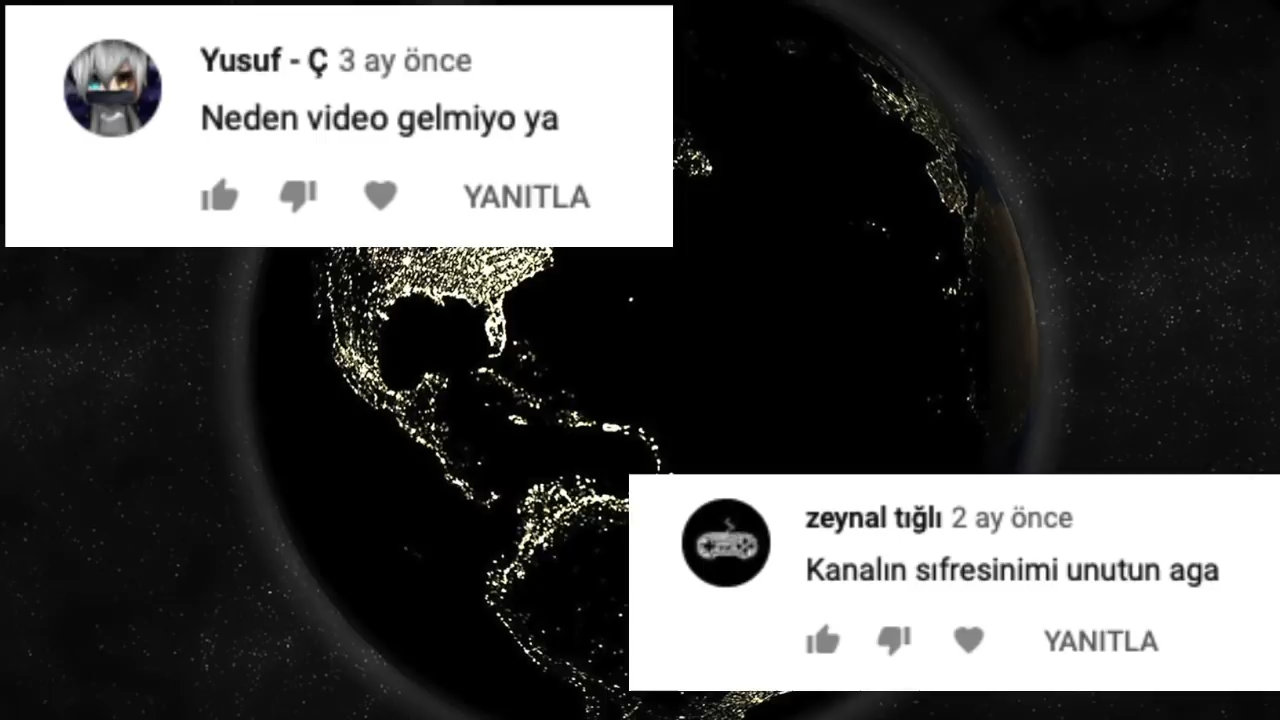 Yusuf - Ç 3 ay önce
Neden video gelmiyo ya
YANITLA
zeynal tığlı 2 ay önce
Kanalın sıfresinimi unutun aga
YANITLA